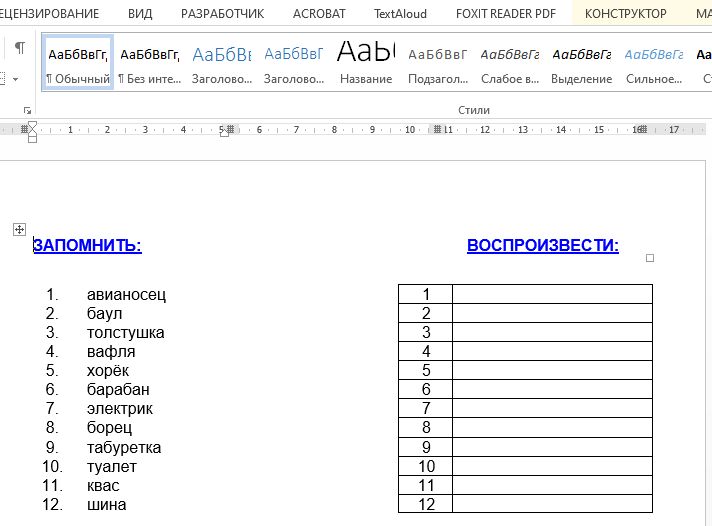 ЕЦЕНЗИРОВАНИЕ ВИД РАЗРАБОТЧИК ACROBAT TextAloud FOXIT READER PDF КОНСТРУКТОР МА
АаБбВвГг, АаБбВвГг, АаБбВ АаБбВв АаБ АаБбВвГ АаБбВвГг АаБбВвГг АаБбВвГг
¶ Обычный ¶ Без инте... Заголово... Заголово... Название Подзагол... Слабое в... Выделение Сильное...
Стили
1 2 3 4 5 6 7 8 9 10 11 12 13 14 15 16 17
ЗАПОМНИТЬ: ВОСПРОИЗВЕСТИ:
1. авианосец 1
2. баул 2
3. толстушка 3
4. вафля 4
5. хорёк 5
6. барабан 6
7. электрик 7
8. борец 8
9. табуретка 9
10. туалет 10
11. квас 11
12. шина 12